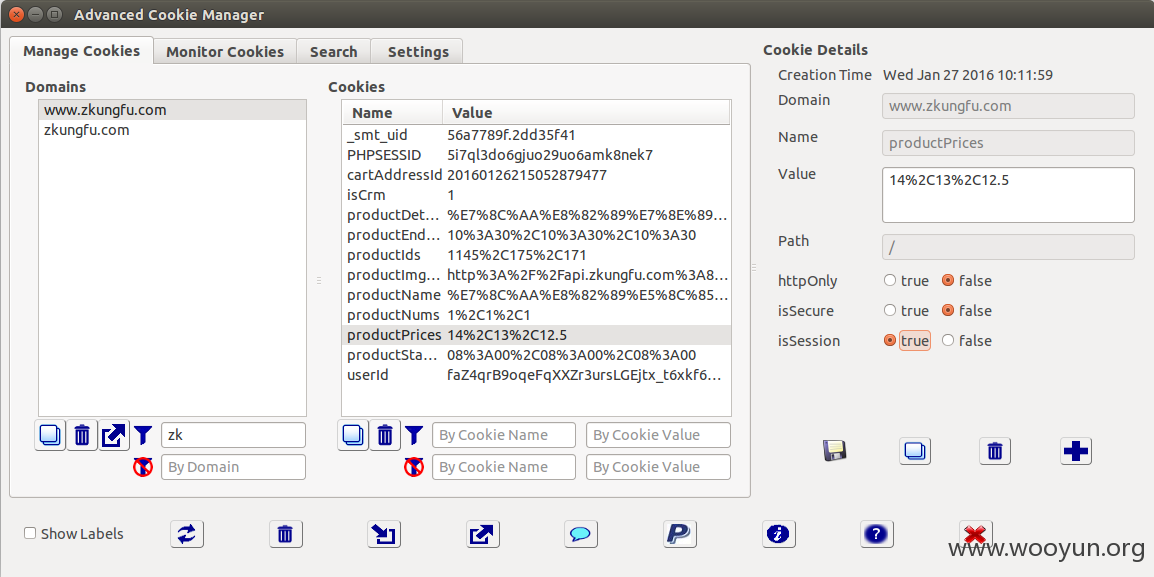 Advanced Cookie Manager
Manage Cookies
Monitor Cookies
Search
Settings
Domains
www.zkungfu.com
zkungfu.com
zk
By Domain
Cookies
Name Value
_smt_uid 56a7789f.2dd35f41
PHPSESSID 5i7ql3do6gjuo29uo6amk8nek7
cartAddressId 20160126215052879477
isCrm 1
productDet... %E7%8C%AA%E8%82%89%E7%8E%89...
productEnd... 10%3A30%2C10%3A30%2C10%3A30
productIds 1145%2C175%2C171
productImg... http%3A%2F%2Fapi.zkungfu.com%3A8...
productName %E7%8C%AA%E8%82%89%E5%8C%85...
productNums 1%2C1%2C1
productPrices 14%2C13%2C12.5
productSta... 08%3A00%2C08%3A00%2C08%3A00
userId faZ4qrB9oqeFqXXZr3ursLGEjtx_t6xkf6...
By Cookie Name By Cookie Value
By Cookie Name By Cookie Value
Cookie Details
Creation Time Wed Jan 27 2016 10:11:59
Domain www.zkungfu.com
Name productPrices
Value 14%2C13%2C12.5
Path /
httpOnly true false
isSecure true false
isSession true false
Show Labels
www.wooyun.org